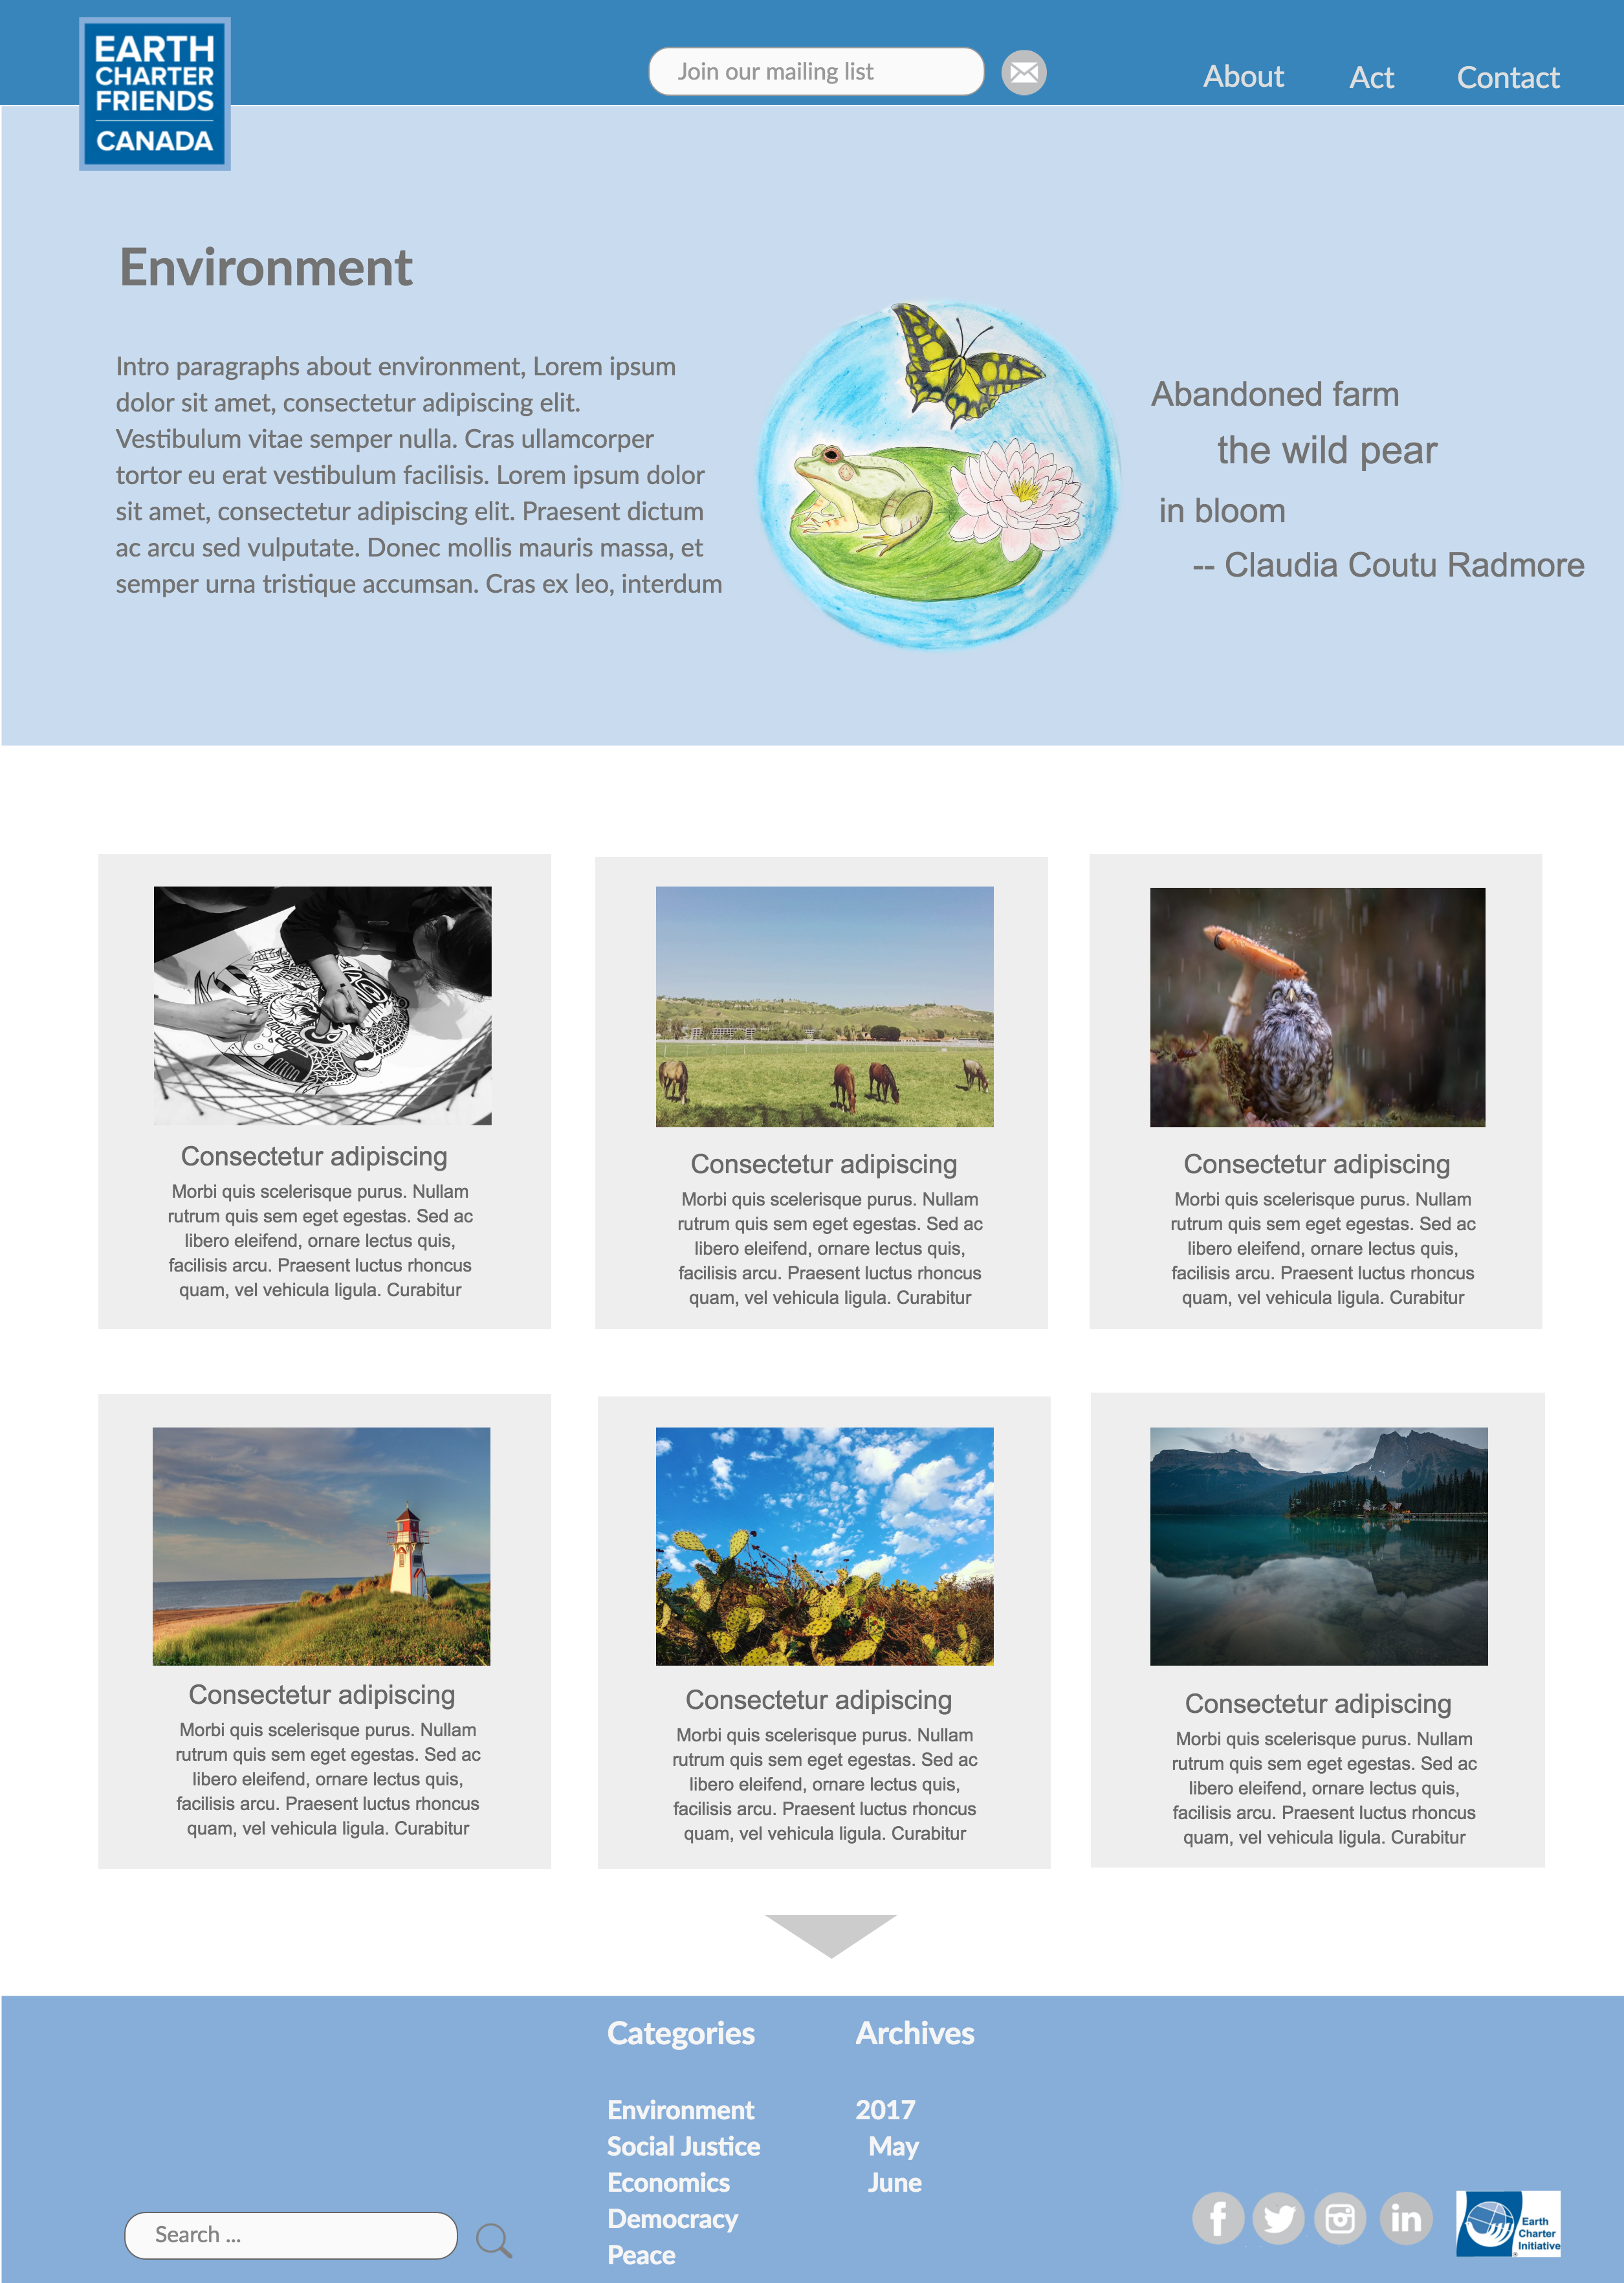 EARTH
CHARTER
FRIENDS
CANADA
Join our mailing list
About
Act
Contact
Environment
Intro paragraphs about environment, Lorem ipsum
dolor sit amet, consectetur adipiscing elit.
Vestibulum vitae semper nulla. Cras ullamcorper
tortor eu erat vestibulum facilisis. Lorem ipsum dolor
sit amet, consectetur adipiscing elit. Praesent dictum
ac arcu sed vulputate. Donec mollis mauris massa, et
semper urna tristique accumsan. Cras ex leo, interdum
Abandoned farm
the wild pear
in bloom
-- Claudia Coutu Radmore
Consectetur adipiscing
Morbi quis scelerisque purus. Nullam
rutrum quis sem eget egestas. Sed ac
libero eleifend, ornare lectus quis,
facilisis arcu. Praesent luctus rhoncus
quam, vel vehicula ligula. Curabitur
Consectetur adipiscing
Morbi quis scelerisque purus. Nullam
rutrum quis sem eget egestas. Sed ac
libero eleifend, ornare lectus quis,
facilisis arcu. Praesent luctus rhoncus
quam, vel vehicula ligula. Curabitur
Consectetur adipiscing
Morbi quis scelerisque purus. Nullam
rutrum quis sem eget egestas. Sed ac
libero eleifend, ornare lectus quis,
facilisis arcu. Praesent luctus rhoncus
quam, vel vehicula ligula. Curabitur
Consectetur adipiscing
Morbi quis scelerisque purus. Nullam
rutrum quis sem eget egestas. Sed ac
libero eleifend, ornare lectus quis,
facilisis arcu. Praesent luctus rhoncus
quam, vel vehicula ligula. Curabitur
Consectetur adipiscing
Morbi quis scelerisque purus. Nullam
rutrum quis sem eget egestas. Sed ac
libero eleifend, ornare lectus quis,
facilisis arcu. Praesent luctus rhoncus
quam, vel vehicula ligula. Curabitur
Consectetur adipiscing
Morbi quis scelerisque purus. Nullam
rutrum quis sem eget egestas. Sed ac
libero eleifend, ornare lectus quis,
facilisis arcu. Praesent luctus rhoncus
quam, vel vehicula ligula. Curabitur
Search ...
Categories
Environment
Social Justice
Economics
Democracy
Peace
Archives
2017
May
June
f
in
Earth
Charter
Initiative